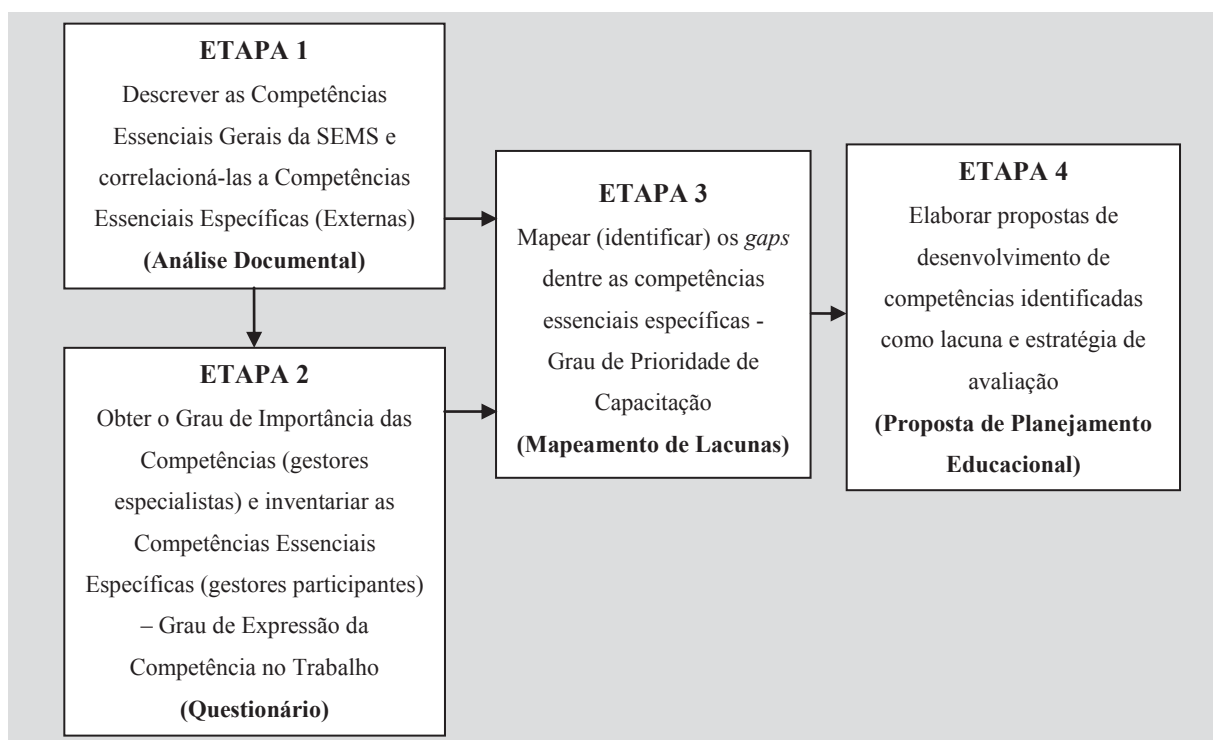 ETAPA 1
Descrever as Competências
Essenciais Gerais da SEMS e
correlacioná-las a Competências
Essenciais Específicas (Externas)
(Análise Documental)
ETAPA 2
Obter o Grau de Importância das
Competências (gestores
especialistas) e inventariar as
Competências Essenciais
Específicas (gestores participantes)
– Grau de Expressão da
Competência no Trabalho
(Questionário)
ETAPA 3
Mapear (identificar) os gaps
dentre as competências
essenciais específicas -
Grau de Prioridade de
Capacitação
(Mapeamento de Lacunas)
ETAPA 4
Elaborar propostas de
desenvolvimento de
competências identificadas
como lacuna e estratégia de
avaliação
(Proposta de Planejamento
Educacional)